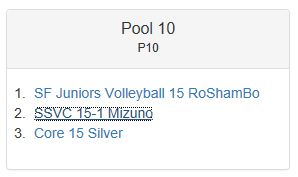 Pool 10
P10
1. SF Juniors Volleyball 15 RoShamBo
2. SSVC 15-1 Mizuno
3. Core 15 Silver